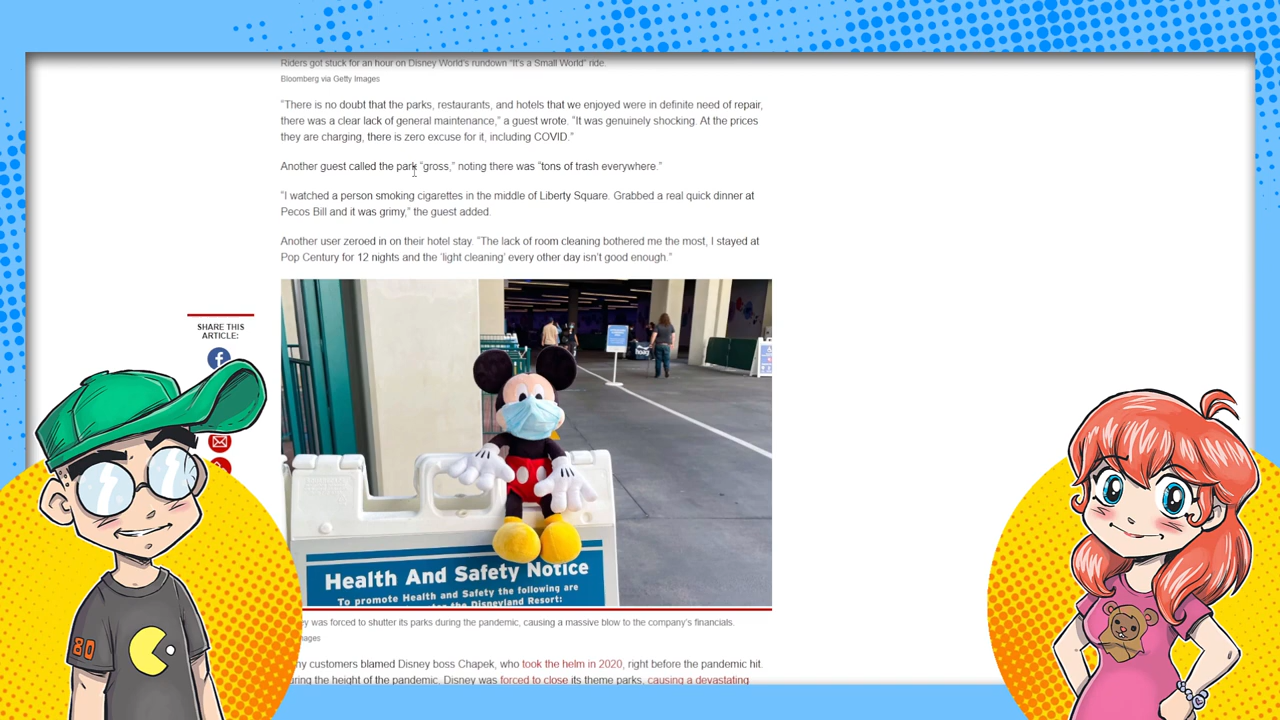 Riders got stuck for an hour on Disney World's rundown "It's a Small World" ride.
Bloomberg via Getty Images
"There is no doubt that the parks, restaurants, and hotels that we enjoyed were in definite need of repair,
there was a clear lack of general maintenance," a guest wrote. "It was genuinely shocking. At the prices
they are charging, there is zero excuse for it, including COVID."
Another guest called the park "gross," noting there was "tons of trash everywhere."
"I watched a person smoking cigarettes in the middle of Liberty Square. Grabbed a real quick dinner at
Pecos Bill and it was grimy," the guest added.
Another user zeroed in on their hotel stay. "The lack of room cleaning bothered me the most, I stayed at
Pop Century for 12 nights and the 'light cleaning' every other day isn't good enough."
SHARE THIS
ARTICLE:
f
Health And Safety Notice
To promote Health and Safety the following are
the Disneyland Resort:
was forced to shutter its parks during the pandemic, causing a massive blow to the company's financials.
customers blamed Disney boss Chapek, who took the helm in 2020, right before the pandemic hit.
the height of the pandemic, Disney was forced to close its theme parks, causing a devastating
80